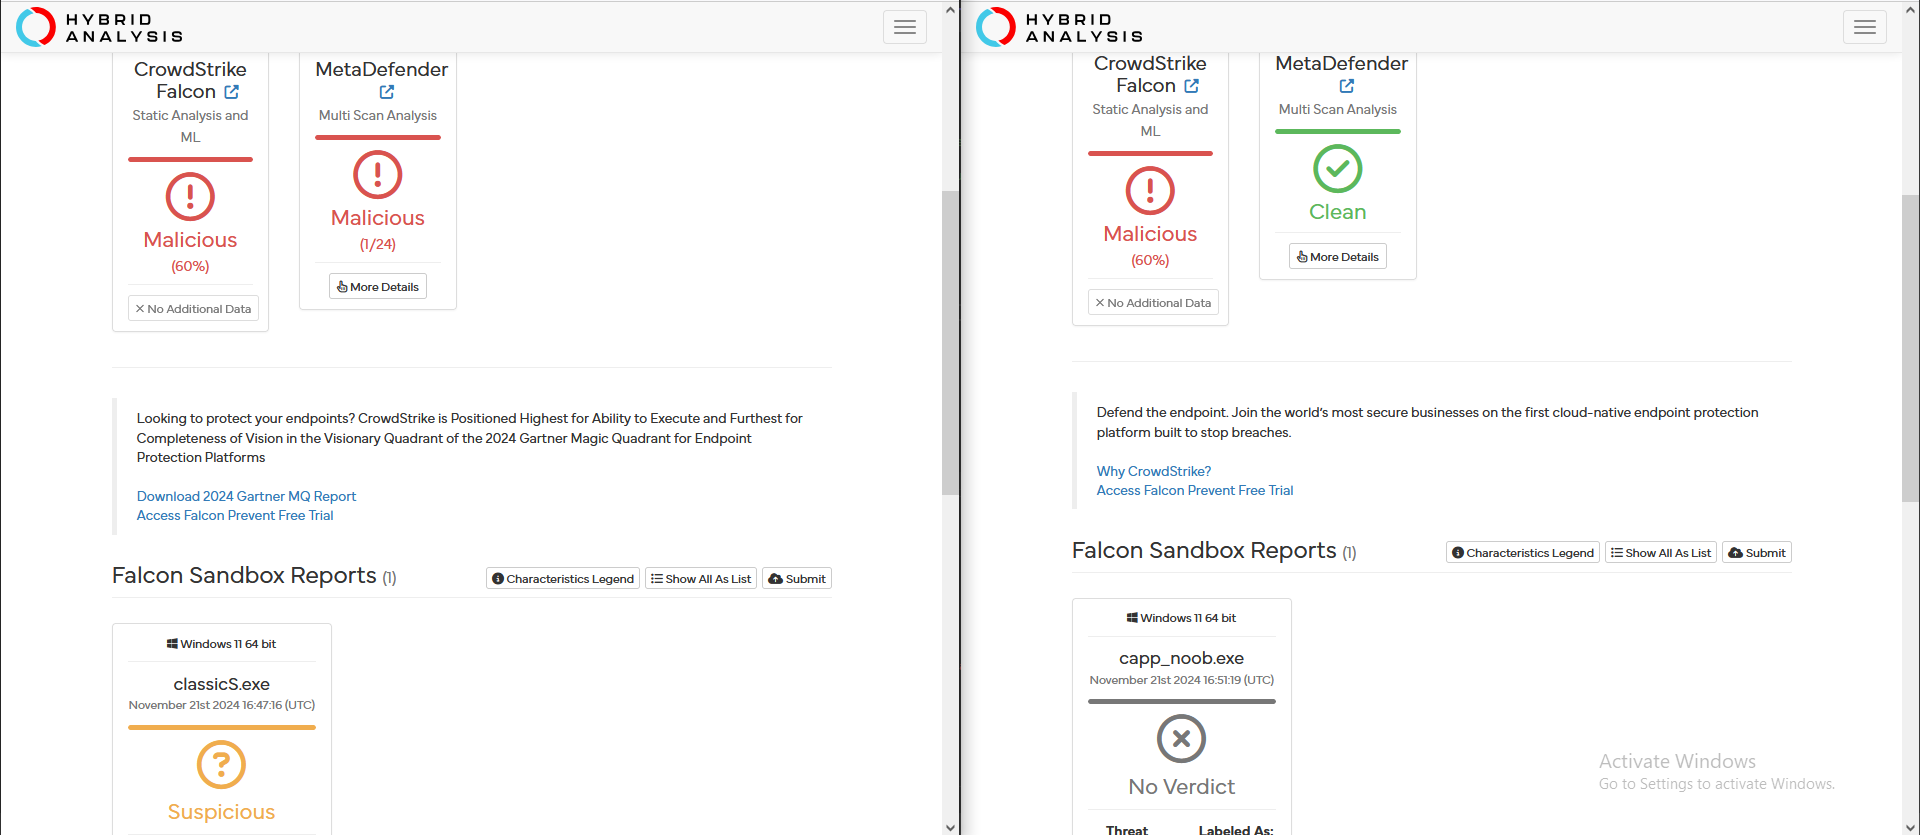 HYBRID
ANALYSIS
CrowdStrike
Falcon
Static Analysis and
ML
Malicious
(60%)
No Additional Data
MetaDefender
Multi Scan Analysis
Malicious
(1/24)
More Details
Looking to protect your endpoints? CrowdStrike is Positioned Highest for Ability to Execute and Furthest for
Completeness of Vision in the Visionary Quadrant of the 2024 Gartner Magic Quadrant for Endpoint
Protection Platforms
Download 2024 Gartner MQ Report
Access Falcon Prevent Free Trial
Falcon Sandbox Reports (1)
Characteristics Legend
Show All As List
Submit
Windows 11 64 bit
classicS.exe
November 21st 2024 16:47:16 (UTC)
Suspicious
HYBRID
ANALYSIS
CrowdStrike
Falcon
Static Analysis and
ML
Malicious
(60%)
No Additional Data
MetaDefender
Multi Scan Analysis
Clean
More Details
Defend the endpoint. Join the world's most secure businesses on the first cloud-native endpoint protection
platform built to stop breaches.
Why CrowdStrike?
Access Falcon Prevent Free Trial
Falcon Sandbox Reports (1)
Characteristics Legend
Show All As List
Submit
Windows 11 64 bit
capp_noob.exe
November 21st 2024 16:51:19 (UTC)
No Verdict
Threat
Labeled As:
Activate Windows
Go to Settings to activate Windows.